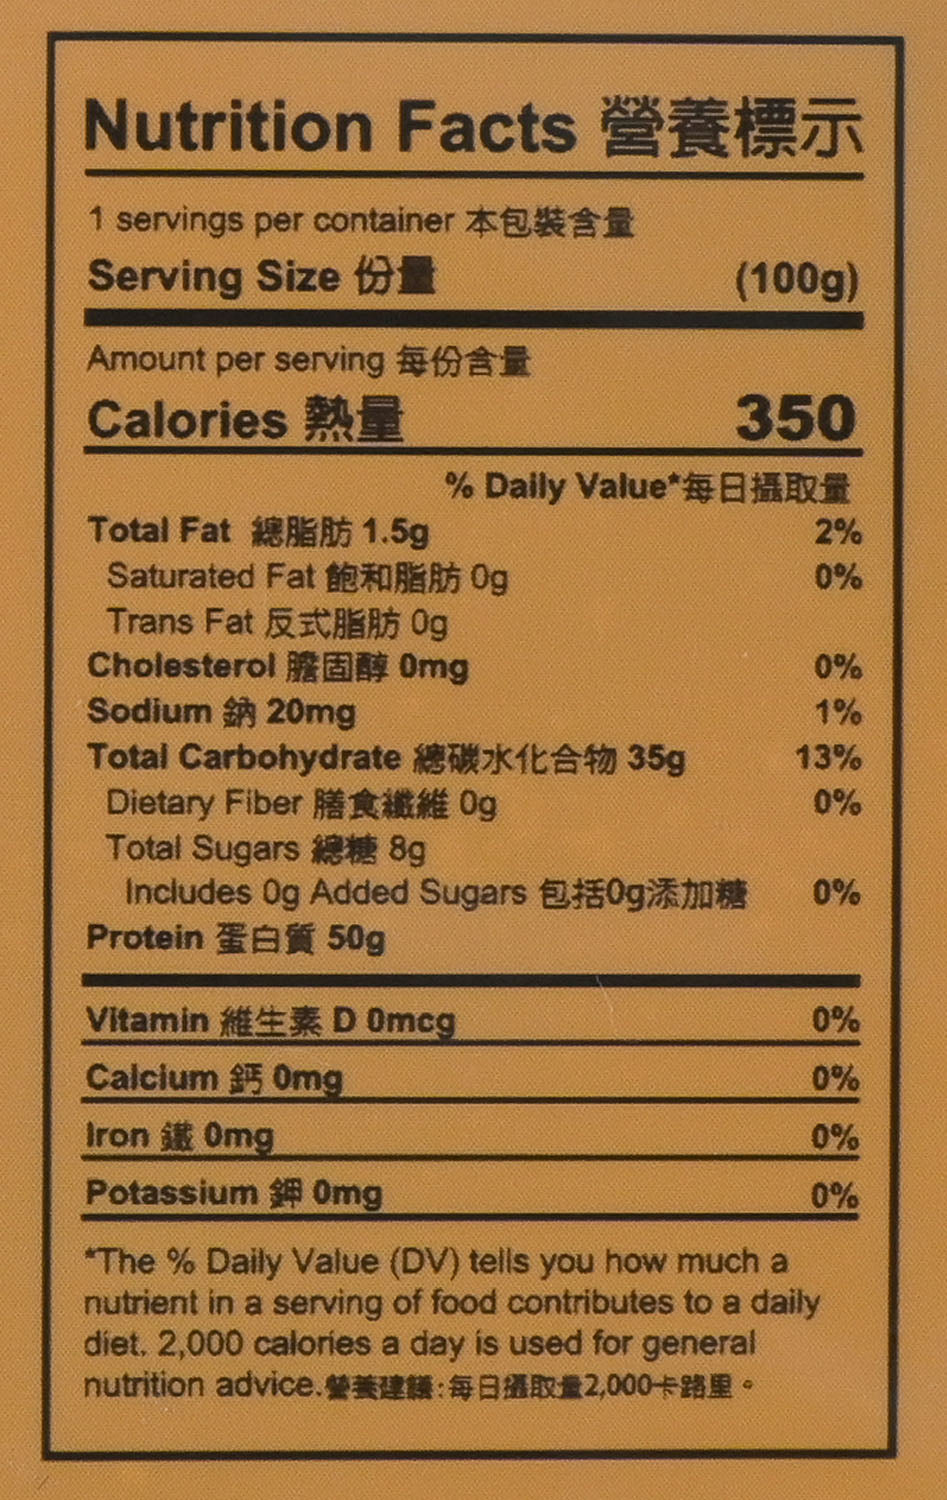 Nutrition Facts 營養標示
1 servings per container 本包裝含量
Serving Size 份量 (100g)
Amount per serving 每份含量
Calories 熱量 350
% Daily Value*每日攝取量
Total Fat 總脂肪 1.5g 2%
Saturated Fat 飽和脂肪 0g 0%
Trans Fat 反式脂肪 0g
Cholesterol 膽固醇 0mg 0%
Sodium 鈉 20mg 1%
Total Carbohydrate 總碳水化合物 35g 13%
Dietary Fiber 膳食纖維 0g 0%
Total Sugars 總糖 8g
Includes 0g Added Sugars 包括0g添加糖 0%
Protein 蛋白質 50g
Vitamin 維生素 D 0mcg 0%
Calcium 鈣 0mg 0%
Iron 鐵 0mg 0%
Potassium 鉀 0mg 0%
*The % Daily Value (DV) tells you how much a
nutrient in a serving of food contributes to a daily
diet. 2,000 calories a day is used for general
nutrition advice.營養建議:每日攝取量2,000卡路里。